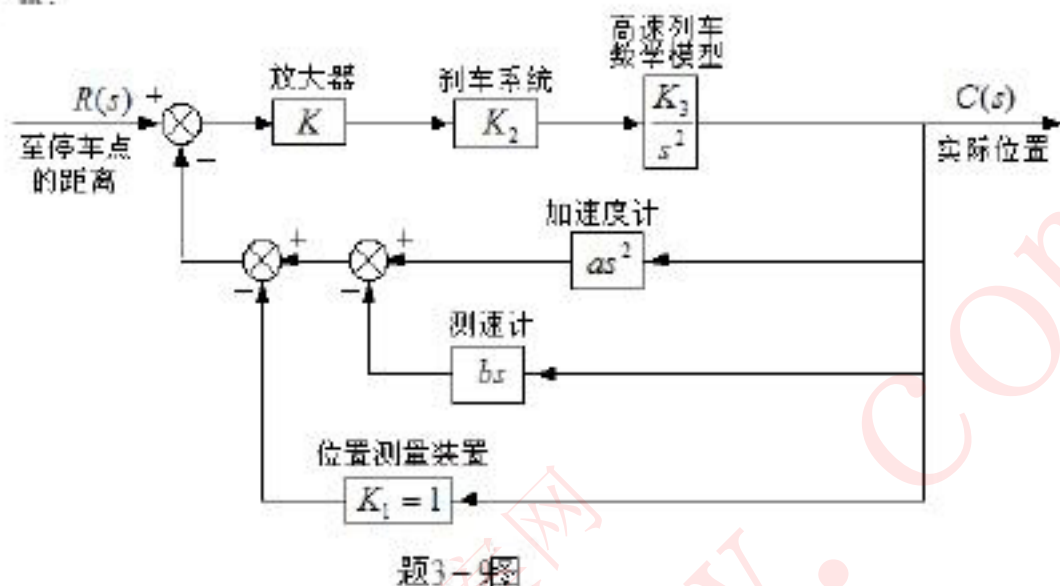 高速列车
数学模型
放大器
刹车系统
R(s) +
K
K₂
K₃
s²
C(s)
至停车点
的距离
实际位置
−
加速度计
+
+
as²
−
−
测速计
bs
位置测量装置
K₁ = 1
题3-9图